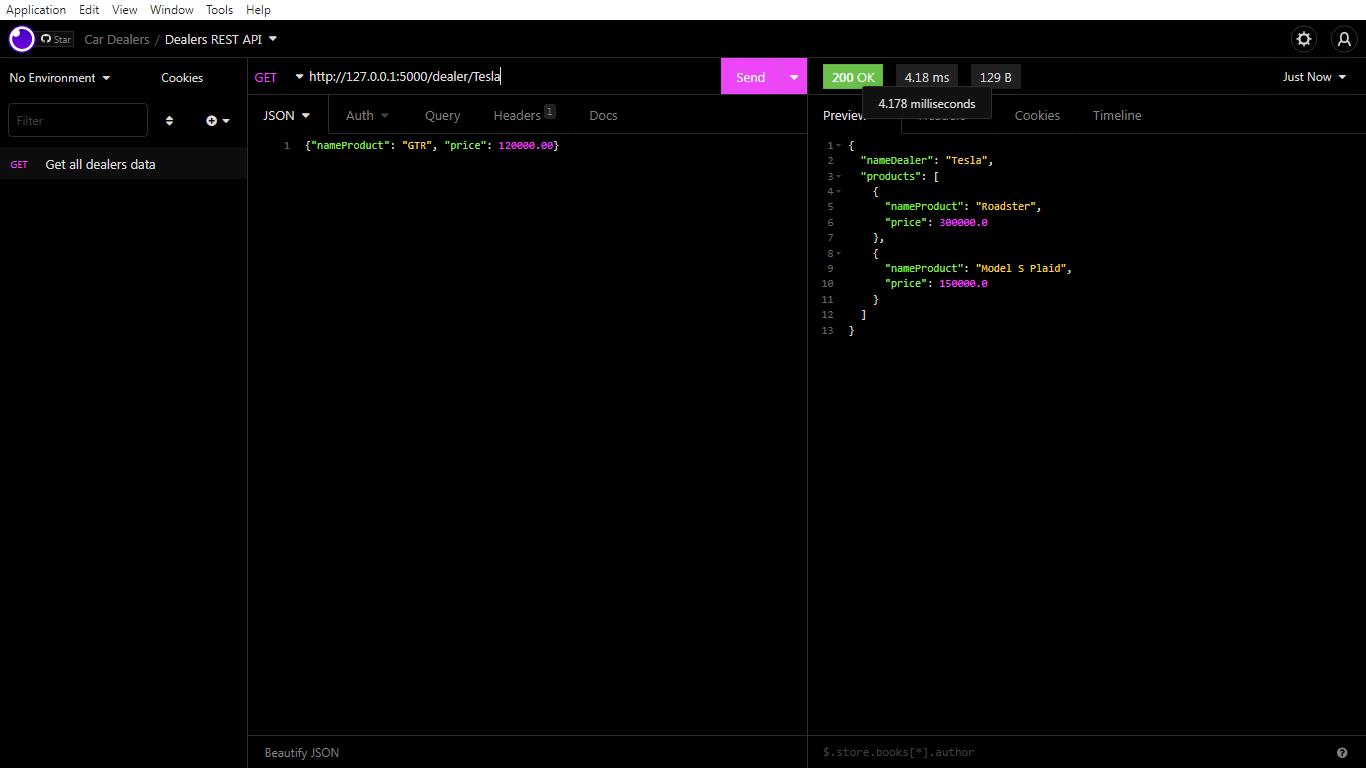 Application Edit View Window Tools Help
Star Car Dealers / Dealers REST API
No Environment Cookies
GET http://127.0.0.1:5000/dealer/Tesla Send
200 OK 4.18 ms 129 B Just Now
4.178 milliseconds
Filter
JSON Auth Query Headers 1 Docs
Preview Headers Cookies Timeline
GET Get all dealers data
1 {"nameProduct": "GTR", "price": 120000.00}
1 {
2 "nameDealer": "Tesla",
3 "products": [
4 {
5 "nameProduct": "Roadster",
6 "price": 300000.0
7 },
8 {
9 "nameProduct": "Model S Plaid",
10 "price": 150000.0
11 }
12 ]
13 }
Beautify JSON
$.store.books[*].author